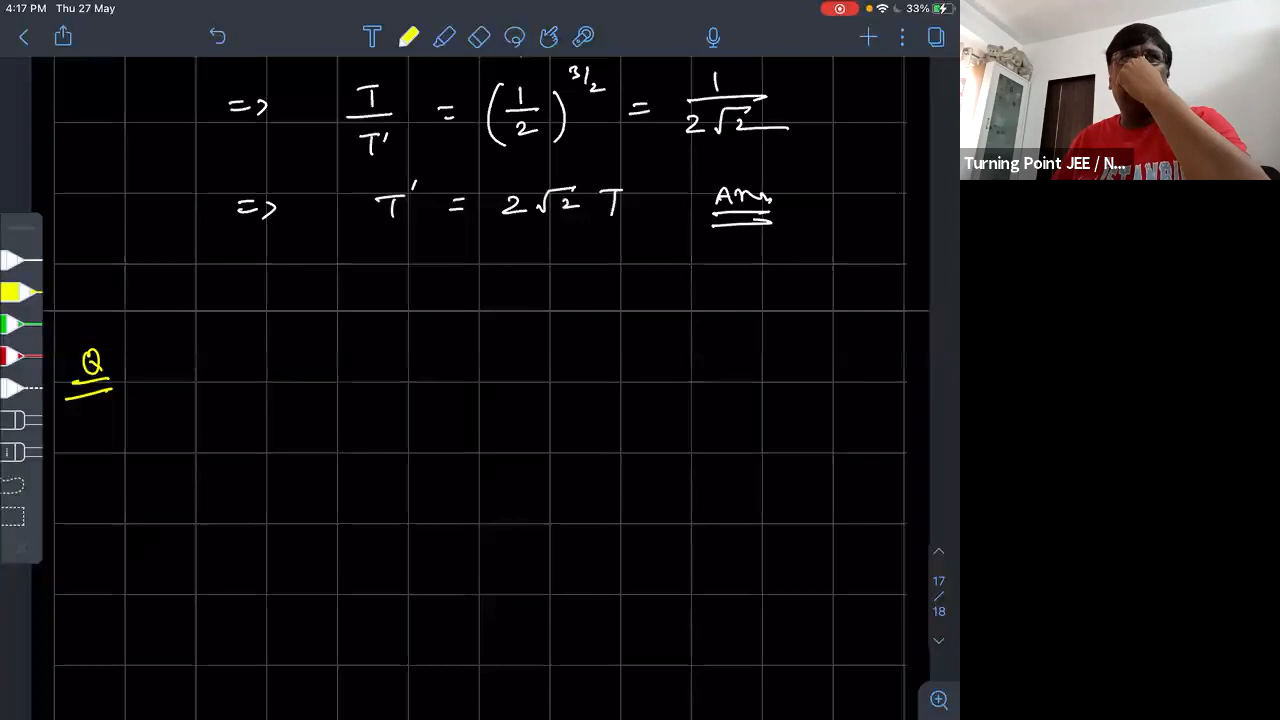 4:17 PM Thu 27 May
33%
T
=> T/T' = (1/2)^3/2 = 1/2√2
=> T' = 2√2 T Ans
Q
17
/
18
Turning Point JEE / N...